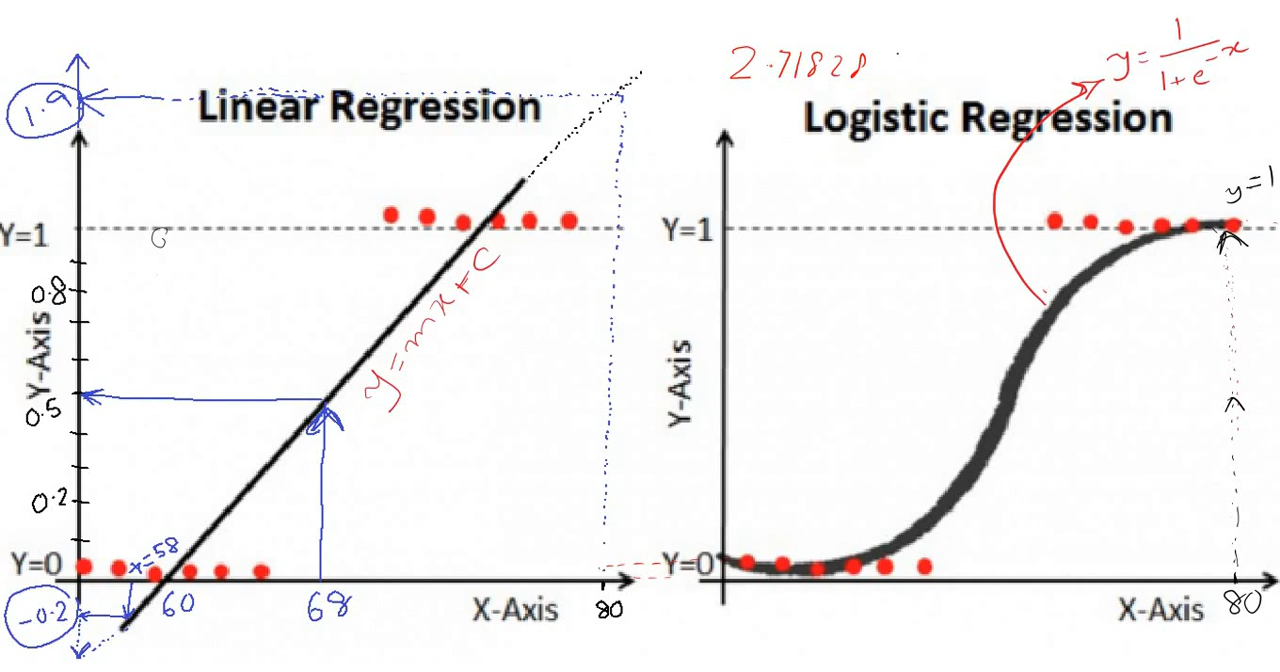 2.71828
y = 1 / (1 + e^-x)
1.9
Linear Regression
Logistic Regression
y=1
Y=1
Y=1
0.8
y=mx+C
Y-Axis
Y-Axis
0.5
0.2
x=58
Y=0
Y=0
-0.2
60
68
X-Axis
80
X-Axis
80